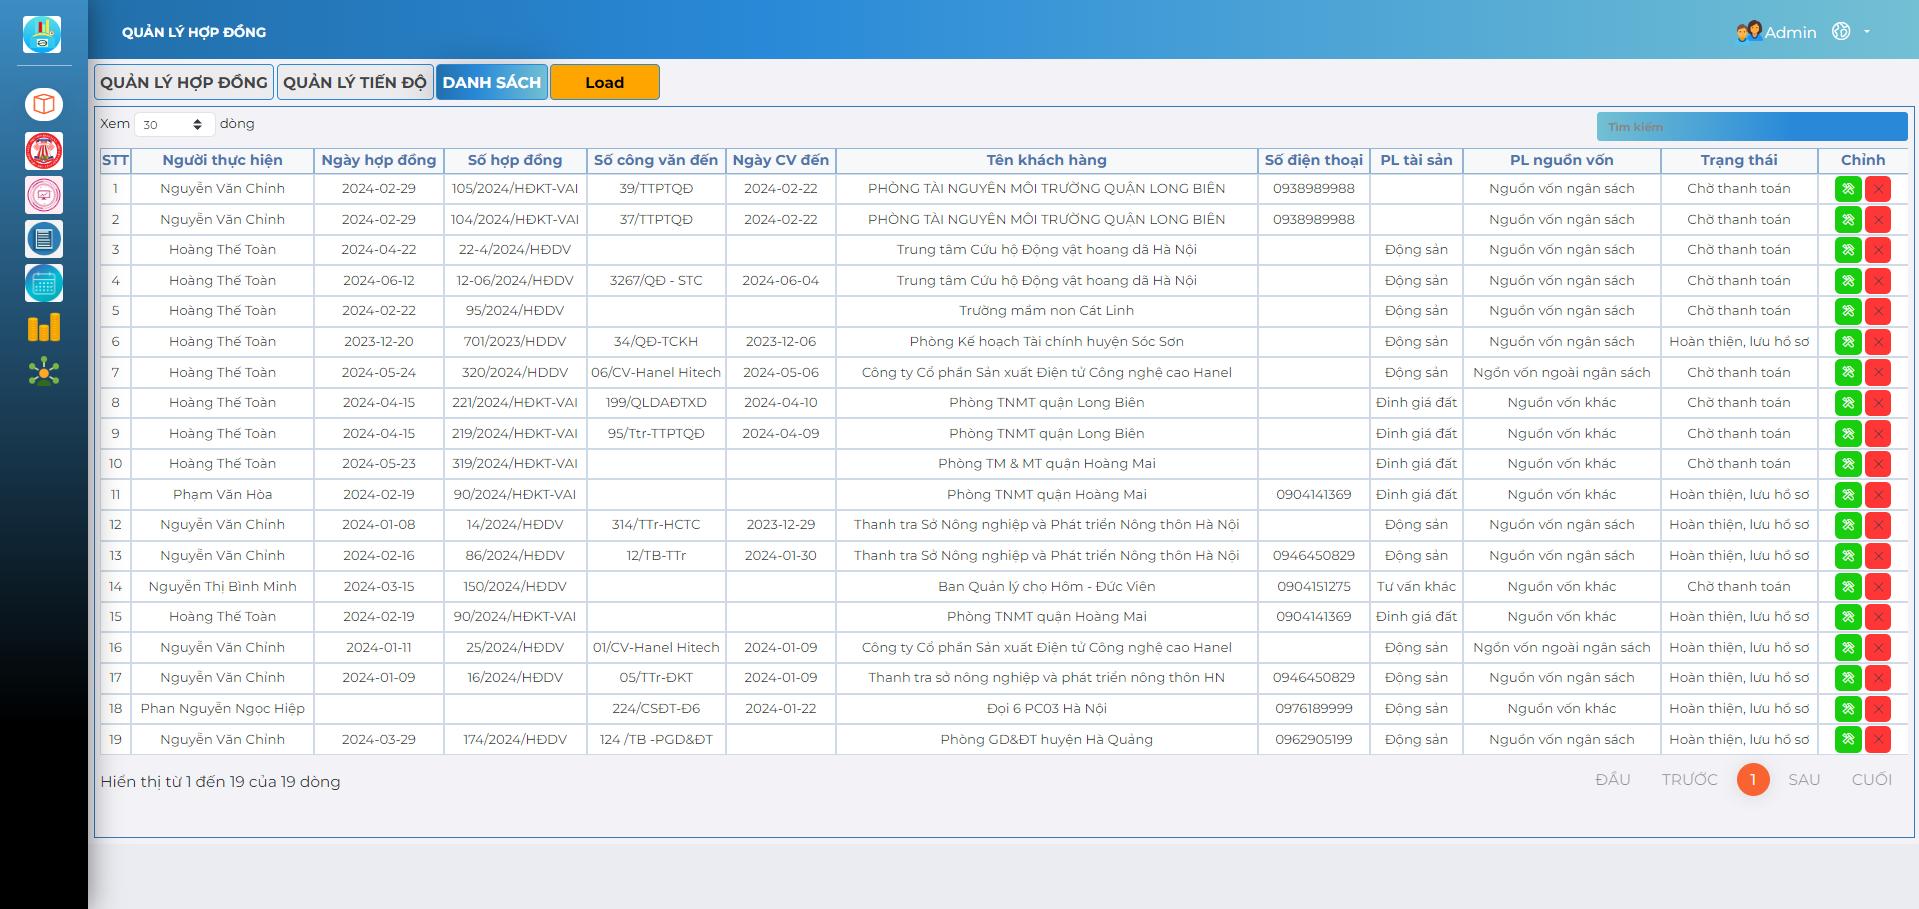 QUẢN LÝ HỢP ĐỒNG
Admin
QUẢN LÝ HỢP ĐỒNG QUẢN LÝ TIẾN ĐỘ DANH SÁCH Load
Xem 30 dòng
Tìm kiếm
STT Người thực hiện Ngày hợp đồng Số hợp đồng Số công văn đến Ngày CV đến Tên khách hàng Số điện thoại PL tài sản PL nguồn vốn Trạng thái Chỉnh
1 Nguyễn Văn Chỉnh 2024-02-29 105/2024/HĐKT-VAI 39/TTPTQĐ 2024-02-22 PHÒNG TÀI NGUYÊN MÔI TRƯỜNG QUẬN LONG BIÊN 0938989988 Nguồn vốn ngân sách Chờ thanh toán
2 Nguyễn Văn Chỉnh 2024-02-29 104/2024/HĐKT-VAI 37/TTPTQĐ 2024-02-22 PHÒNG TÀI NGUYÊN MÔI TRƯỜNG QUẬN LONG BIÊN 0938989988 Nguồn vốn ngân sách Chờ thanh toán
3 Hoàng Thế Toàn 2024-04-22 22-4/2024/HĐDV Trung tâm Cứu hộ Động vật hoang dã Hà Nội Động sản Nguồn vốn ngân sách Chờ thanh toán
4 Hoàng Thế Toàn 2024-06-12 12-06/2024/HĐDV 3267/QĐ - STC 2024-06-04 Trung tâm Cứu hộ Động vật hoang dã Hà Nội Động sản Nguồn vốn ngân sách Chờ thanh toán
5 Hoàng Thế Toàn 2024-02-22 95/2024/HĐDV Trường mầm non Cát Linh Động sản Nguồn vốn ngân sách Chờ thanh toán
6 Hoàng Thế Toàn 2023-12-20 701/2023/HDDV 34/QĐ-TCKH 2023-12-06 Phòng Kế hoạch Tài chính huyện Sóc Sơn Động sản Nguồn vốn ngân sách Hoàn thiện, lưu hồ sơ
7 Hoàng Thế Toàn 2024-05-24 320/2024/HDDV 06/CV-Hanel Hitech 2024-05-06 Công ty Cổ phần Sản xuất Điện tử Công nghệ cao Hanel Động sản Ngồn vốn ngoài ngân sách Chờ thanh toán
8 Hoàng Thế Toàn 2024-04-15 221/2024/HĐKT-VAI 199/QLDAĐTXD 2024-04-10 Phòng TNMT quận Long Biên Đinh giá đất Nguồn vốn khác Chờ thanh toán
9 Hoàng Thế Toàn 2024-04-15 219/2024/HĐKT-VAI 95/Ttr-TTPTQĐ 2024-04-09 Phòng TNMT quận Long Biên Đinh giá đất Nguồn vốn khác Chờ thanh toán
10 Hoàng Thế Toàn 2024-05-23 319/2024/HĐKT-VAI Phòng TM & MT quận Hoàng Mai Đinh giá đất Nguồn vốn khác Chờ thanh toán
11 Phạm Văn Hòa 2024-02-19 90/2024/HĐKT-VAI Phòng TNMT quận Hoàng Mai 0904141369 Đinh giá đất Nguồn vốn khác Hoàn thiện, lưu hồ sơ
12 Nguyễn Văn Chỉnh 2024-01-08 14/2024/HĐDV 314/TTr-HCTC 2023-12-29 Thanh tra Sở Nông nghiệp và Phát triển Nông thôn Hà Nội Động sản Nguồn vốn ngân sách Hoàn thiện, lưu hồ sơ
13 Nguyễn Văn Chỉnh 2024-02-16 86/2024/HĐDV 12/TB-TTr 2024-01-30 Thanh tra Sở Nông nghiệp và Phát triển Nông thôn Hà Nội 0946450829 Động sản Nguồn vốn ngân sách Hoàn thiện, lưu hồ sơ
14 Nguyễn Thị Bình Minh 2024-03-15 150/2024/HĐDV Ban Quản lý chọ Hôm - Đức Viên 0904151275 Tư vấn khác Nguồn vốn khác Chờ thanh toán
15 Hoàng Thế Toàn 2024-02-19 90/2024/HĐKT-VAI Phòng TNMT quận Hoàng Mai 0904141369 Đinh giá đất Nguồn vốn khác Hoàn thiện, lưu hồ sơ
16 Nguyễn Văn Chỉnh 2024-01-11 25/2024/HĐDV 01/CV-Hanel Hitech 2024-01-09 Công ty Cổ phần Sản xuất Điện tử Công nghệ cao Hanel Động sản Ngồn vốn ngoài ngân sách Hoàn thiện, lưu hồ sơ
17 Nguyễn Văn Chỉnh 2024-01-09 16/2024/HĐDV 05/TTr-ĐKT 2024-01-09 Thanh tra sở nông nghiệp và phát triển nông thôn HN 0946450829 Động sản Nguồn vốn ngân sách Hoàn thiện, lưu hồ sơ
18 Phan Nguyễn Ngọc Hiệp 224/CSĐT-Đ6 2024-01-22 Đọi 6 PC03 Hà Nội 0976189999 Động sản Nguồn vốn khác Hoàn thiện, lưu hồ sơ
19 Nguyễn Văn Chỉnh 2024-03-29 174/2024/HĐDV 124 /TB -PGD&ĐT Phòng GD&ĐT huyện Hà Quảng 0962905199 Động sản Nguồn vốn ngân sách Hoàn thiện, lưu hồ sơ
Hiển thị từ 1 đến 19 của 19 dòng
ĐẦU TRƯỚC 1 SAU CUỐI